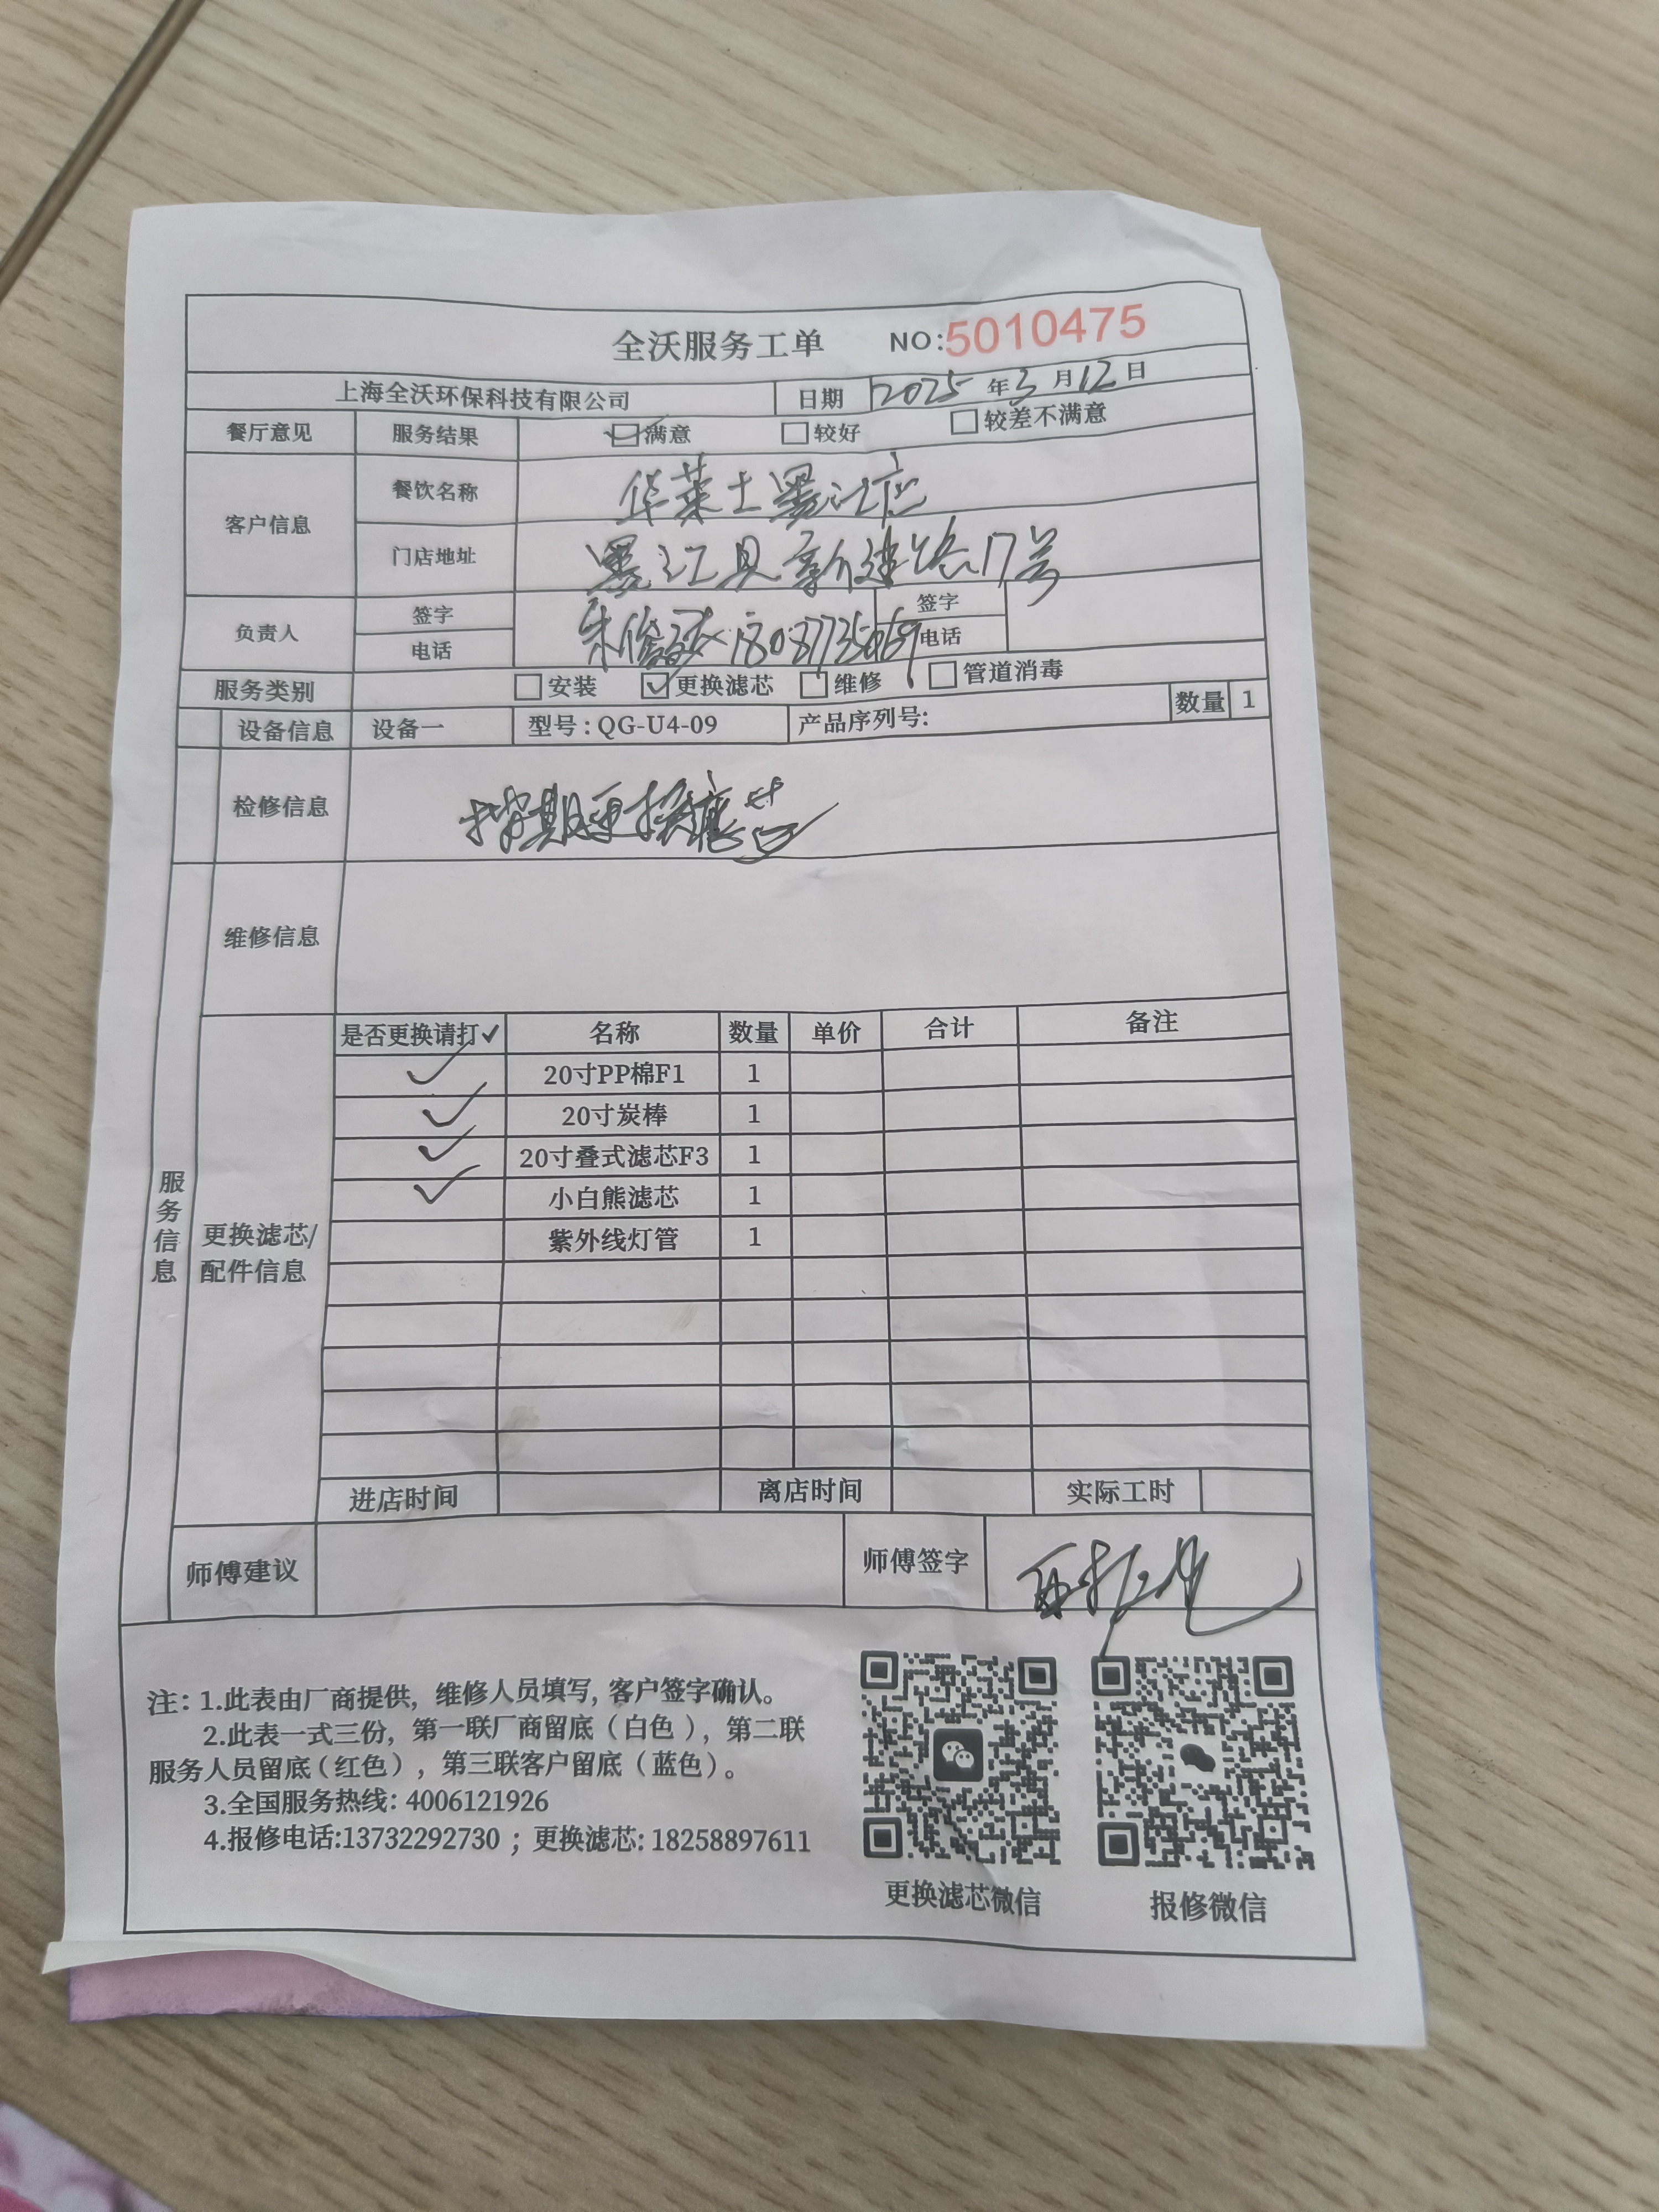 全沃服务工单 NO:5010475
上海全沃环保科技有限公司 日期 2025年3月12日
餐厅意见 服务结果 满意 较好 较差不满意
客户信息 餐饮名称 华莱士墨江店
门店地址 墨江县新建路17号
负责人 签字 朱俊 签字
电话 电话
服务类别 安装 ✓更换滤芯 维修 管道消毒
设备信息 设备一 型号:QG-U4-09 产品序列号: 数量 1
检修信息 期更换滤芯
维修信息
服务信息
更换滤芯/配件信息
是否更换请打✓ 名称 数量 单价 合计 备注
✓ 20寸PP棉F1 1
✓ 20寸炭棒 1
✓ 20寸叠式滤芯F3 1
✓ 小白熊滤芯 1
紫外线灯管 1
进店时间 离店时间 实际工时
师傅建议 师傅签字
注: 1.此表由厂商提供, 维修人员填写, 客户签字确认。
2.此表一式三份, 第一联厂商留底(白色), 第二联
服务人员留底(红色), 第三联客户留底(蓝色)。
3.全国服务热线: 4006121926
4.报修电话:13732292730 ; 更换滤芯: 18258897611
更换滤芯微信 报修微信